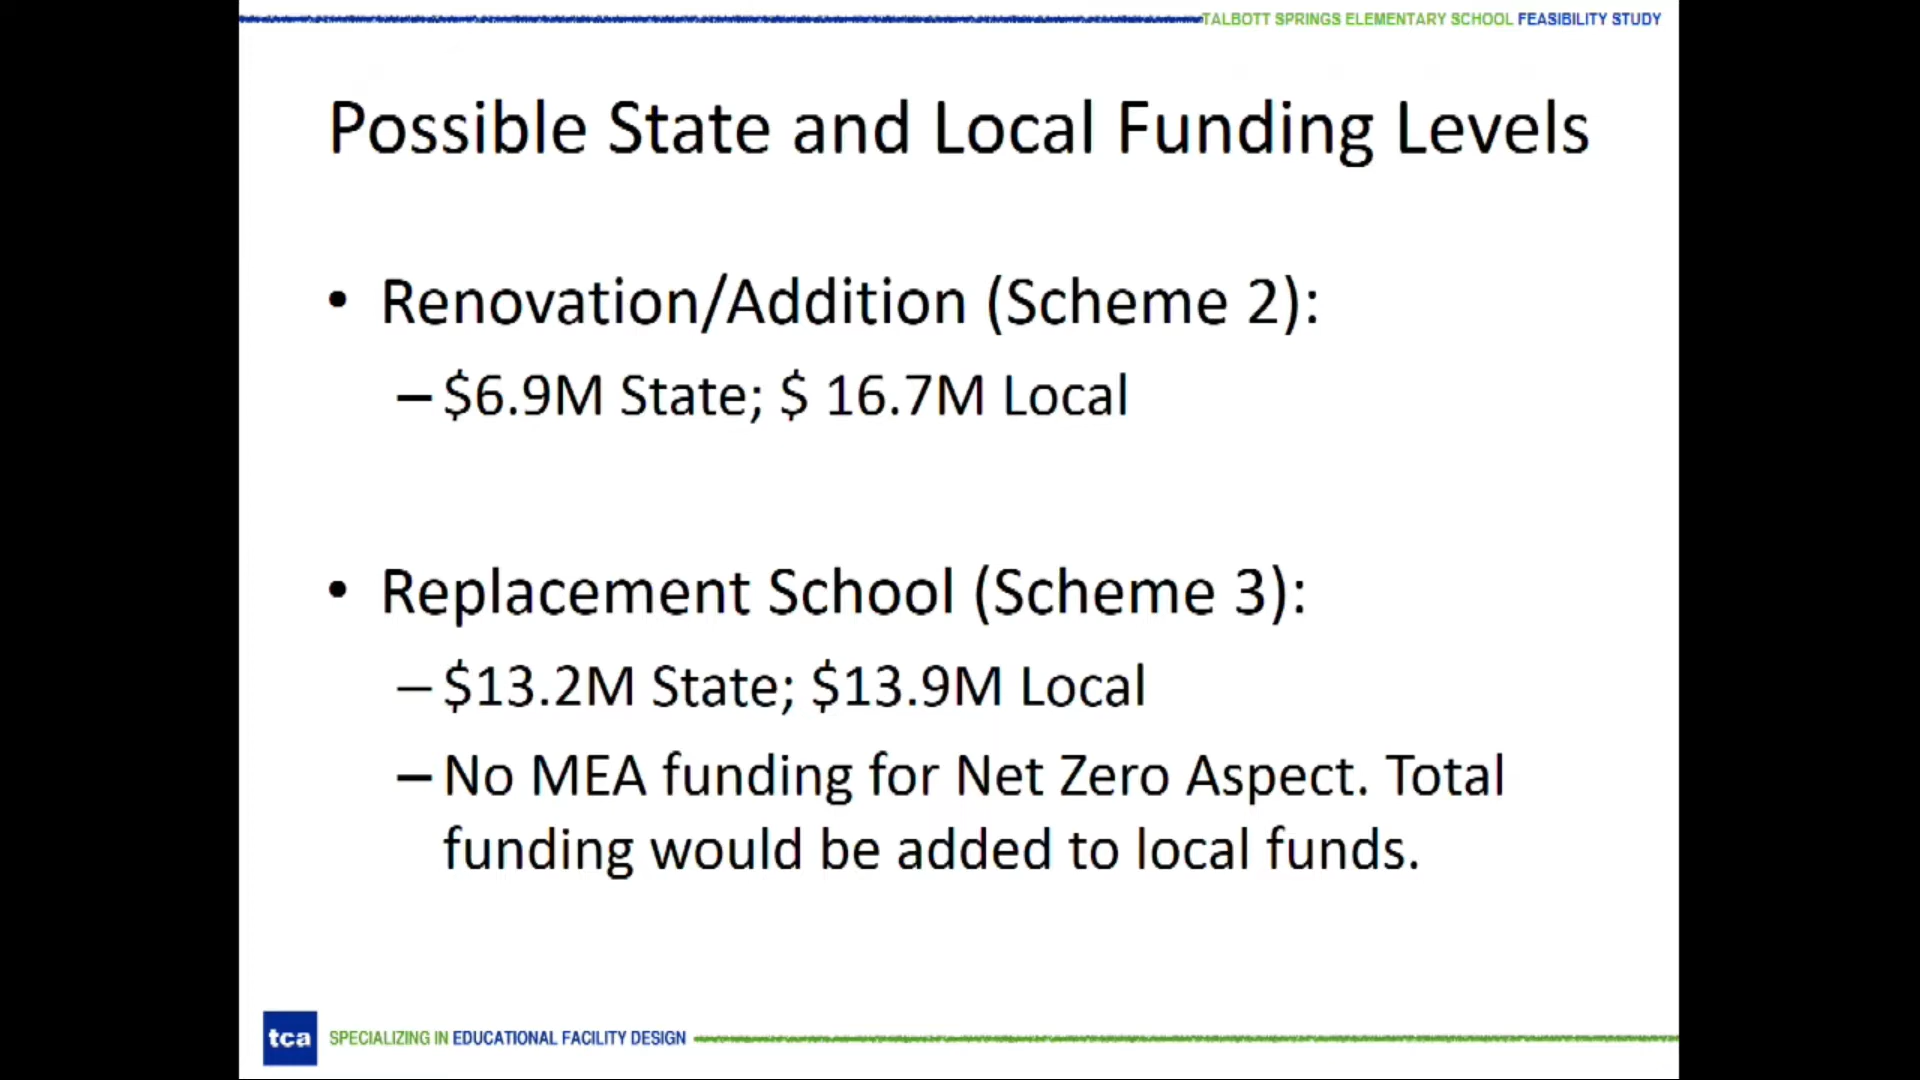 TALBOTT SPRINGS ELEMENTARY SCHOOL FEASIBILITY STUDY
Possible State and Local Funding Levels
• Renovation/Addition (Scheme 2):
– $6.9M State; $ 16.7M Local
• Replacement School (Scheme 3):
– $13.2M State; $13.9M Local
– No MEA funding for Net Zero Aspect. Total
funding would be added to local funds.
tca SPECIALIZING IN EDUCATIONAL FACILITY DESIGN